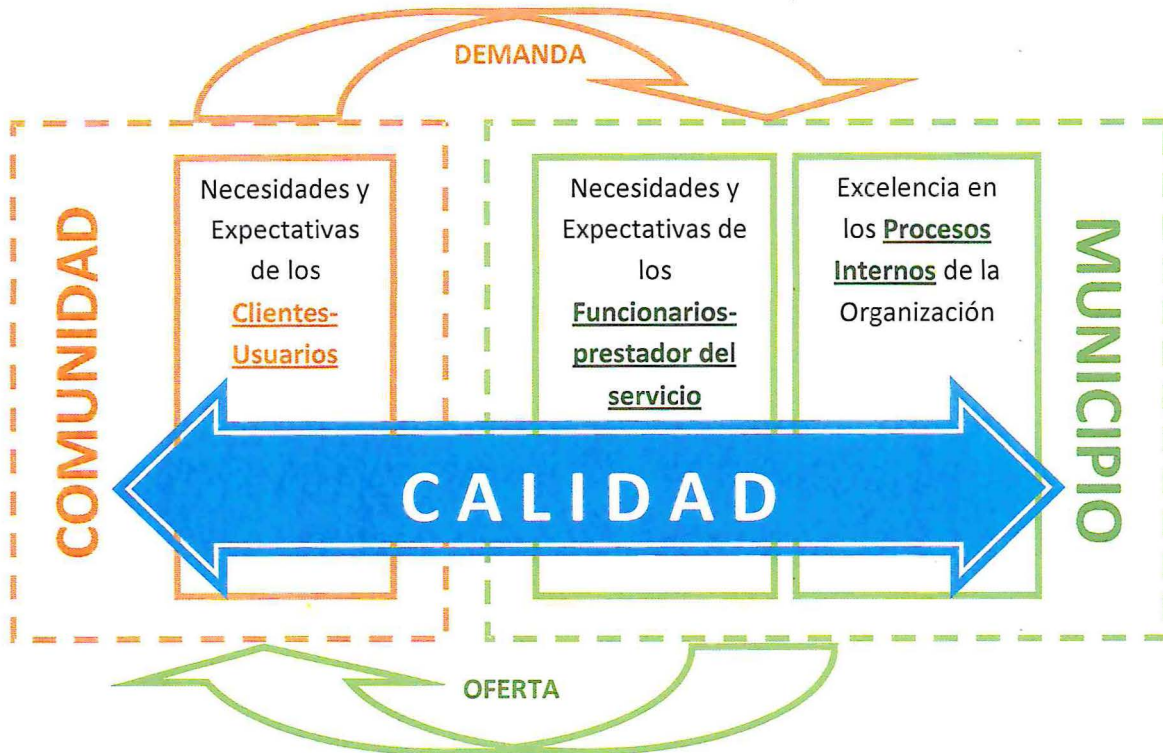 DEMANDA
COMUNIDAD
Necesidades y
Expectativas
de los
Clientes-
Usuarios
Necesidades y
Expectativas de
los
Funcionarios-
prestador del
servicio
Excelencia en
los Procesos
Internos de la
Organización
MUNICIPIO
CALIDAD
OFERTA